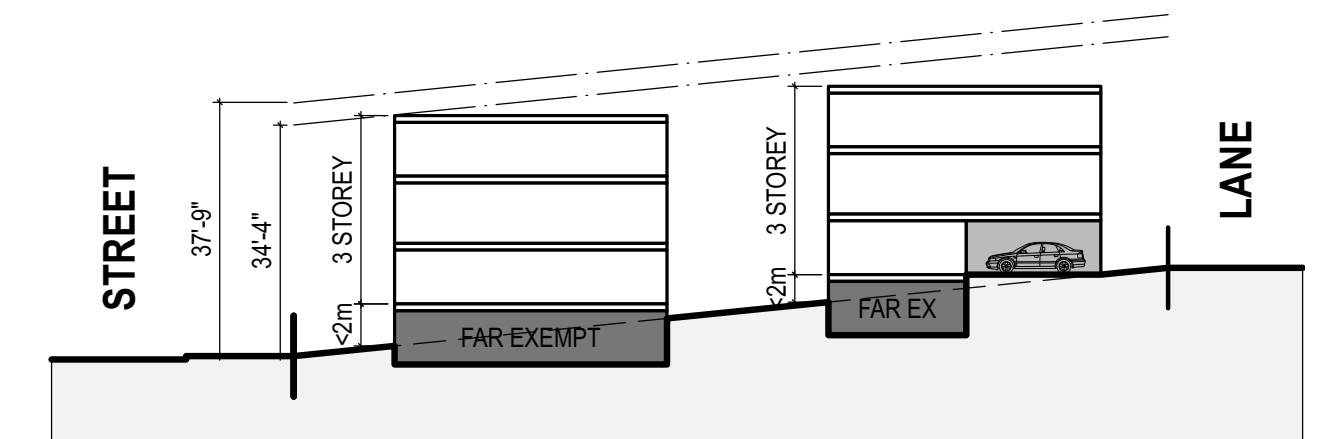 STREET
37'-9"
34'-4"
3 STOREY
<2m
FAR EXEMPT
3 STOREY
<2m
FAR EX
LANE